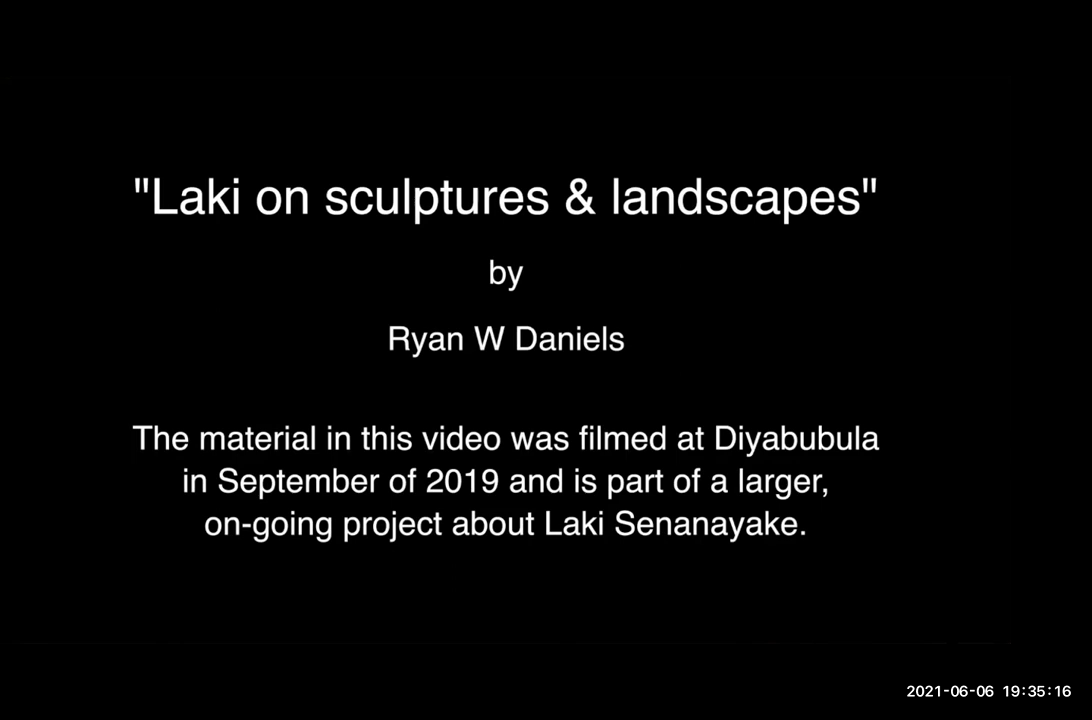 "Laki on sculptures & landscapes"
by
Ryan W Daniels
The material in this video was filmed at Diyabubula
in September of 2019 and is part of a larger,
on-going project about Laki Senanayake.
2021-06-06 19:35:16